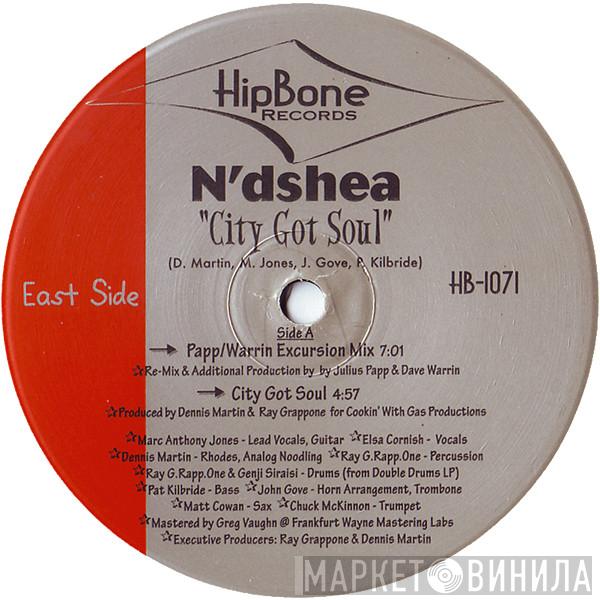 HipBone
RECORDS
N'dshea
"City Got Soul"
(D. Martin, M. Jones, J. Gove, P. Kilbride)
East Side
HB-1071
Side A
Papp/Warrin Excursion Mix 7:01
Re-Mix & Additional Production by by Julius Papp & Dave Warrin
City Got Soul 4:57
Produced by Dennis Martin & Ray Grappone for Cookin' With Gas Productions
Marc Anthony Jones - Lead Vocals, Guitar Elsa Cornish - Vocals
Dennis Martin - Rhodes, Analog Noodling Ray G.Rapp.One - Percussion
Ray G.Rapp.One & Genji Siraisi - Drums (from Double Drums LP)
Pat Kilbride - Bass John Gove - Horn Arrangement, Trombone
Matt Cowan - Sax Chuck McKinnon - Trumpet
Mastered by Greg Vaughn @ Frankfurt Wayne Mastering Labs
Executive Producers: Ray Grappone & Dennis Martin
МАРКЕТ ВИНИЛА